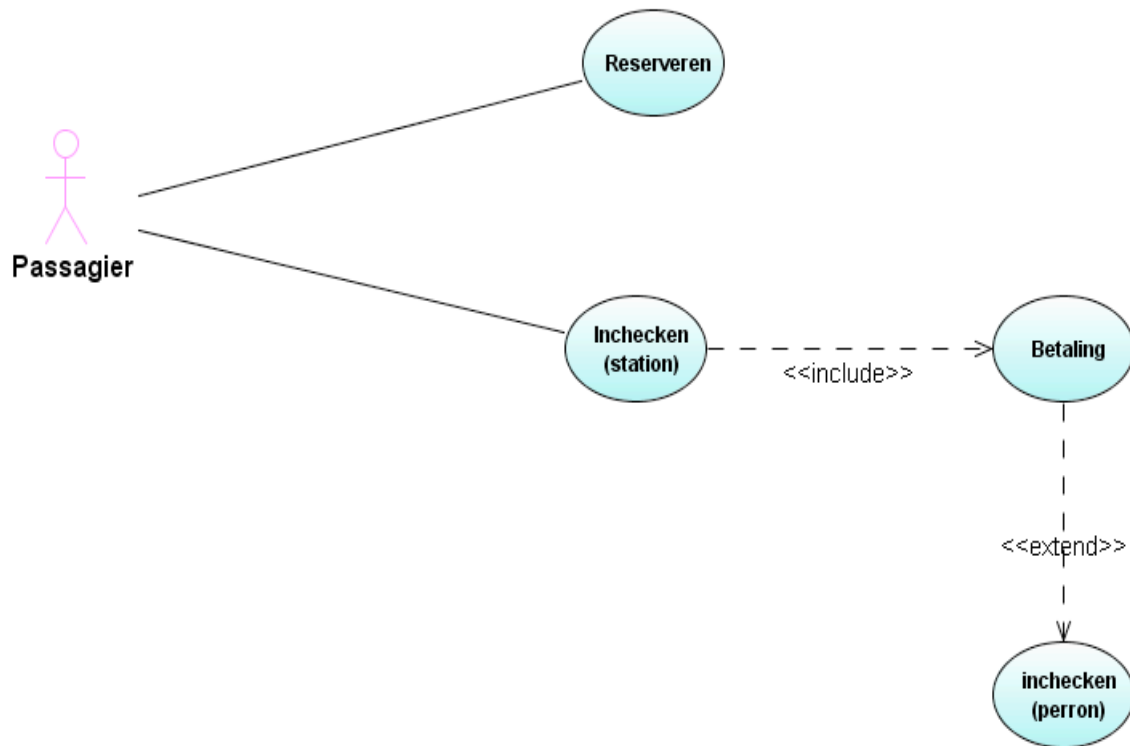 Reserveren
Passagier
Inchecken
(station)
<<include>>
Betaling
<<extend>>
inchecken
(perron)